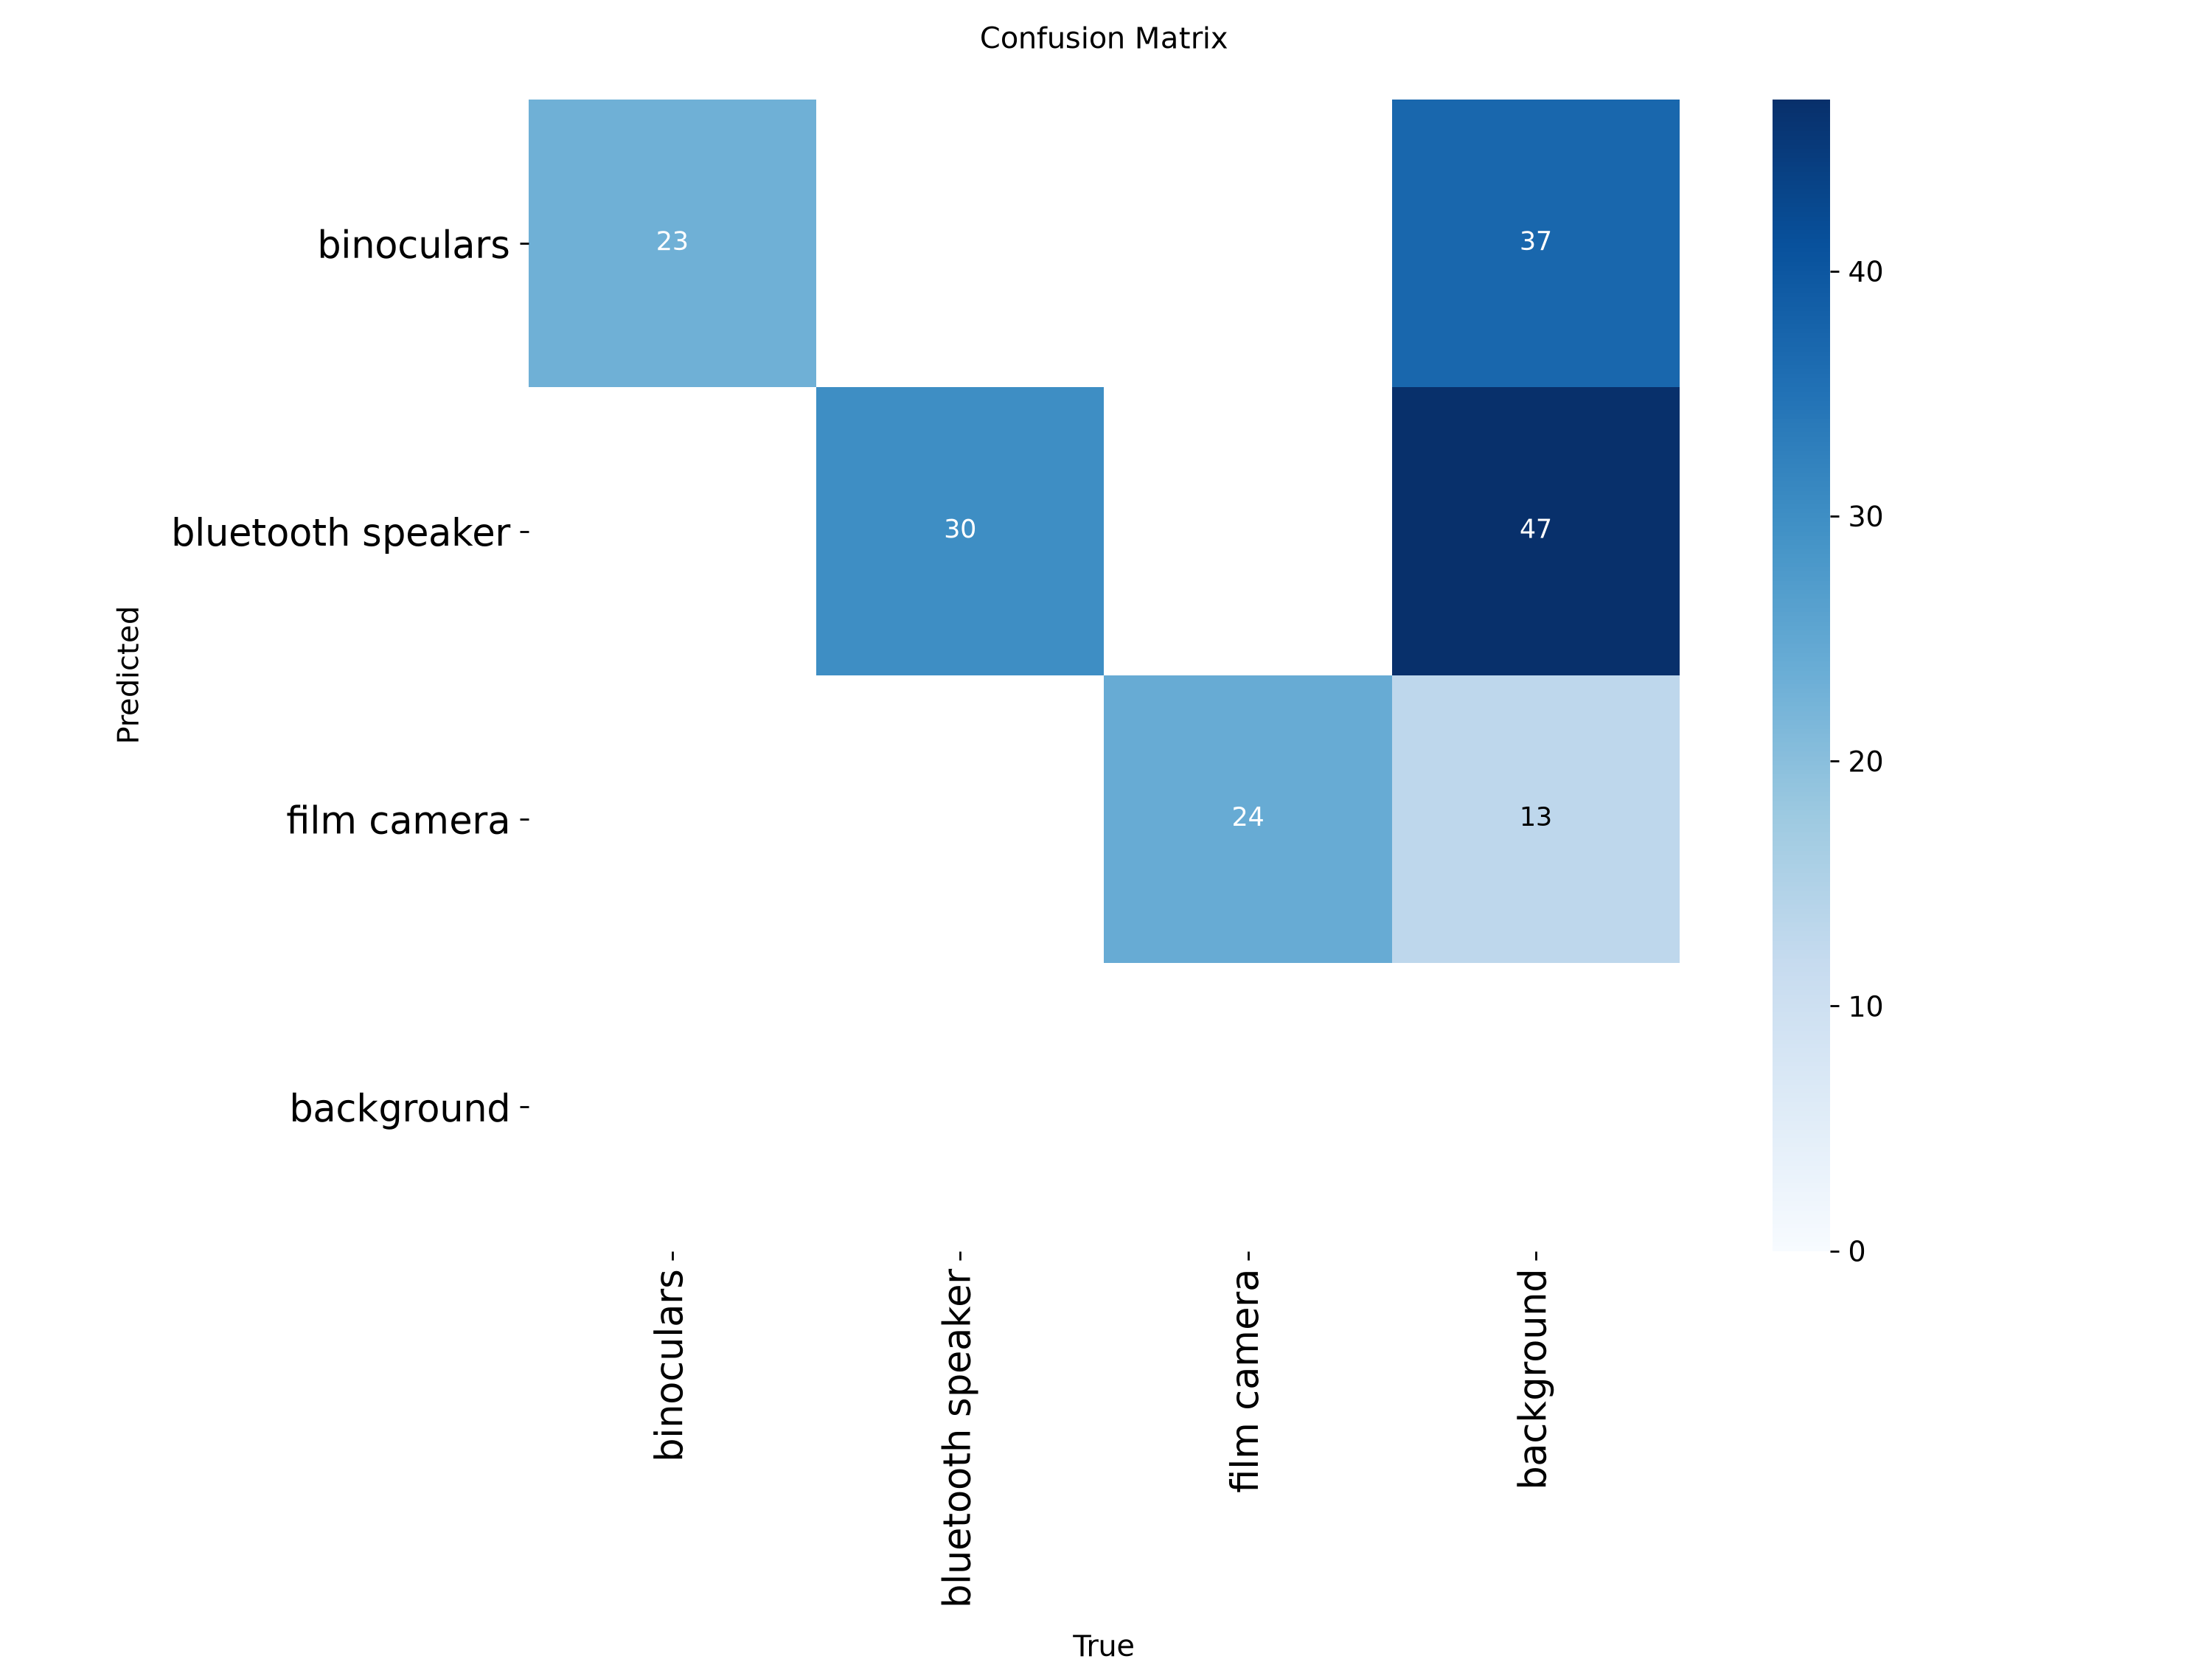 Confusion Matrix
binoculars
23
37
40
bluetooth speaker
30
47
30
Predicted
film camera
24
13
20
background
10
0
binoculars
bluetooth speaker
film camera
background
True